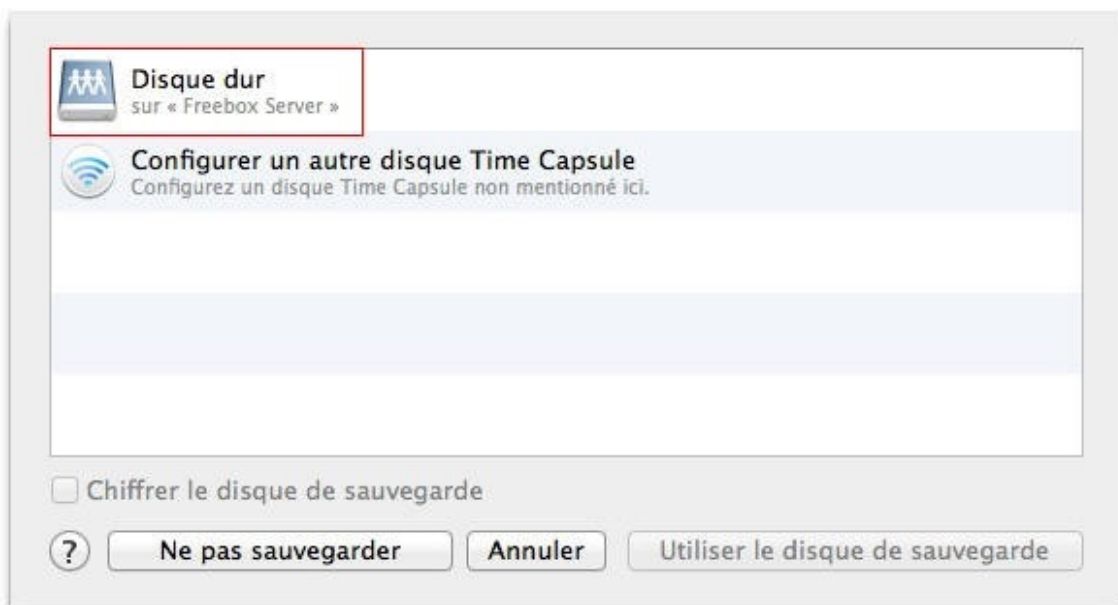 Disque dur
sur « Freebox Server »
Configurer un autre disque Time Capsule
Configurez un disque Time Capsule non mentionné ici.
Chiffrer le disque de sauvegarde
? Ne pas sauvegarder Annuler Utiliser le disque de sauvegarde